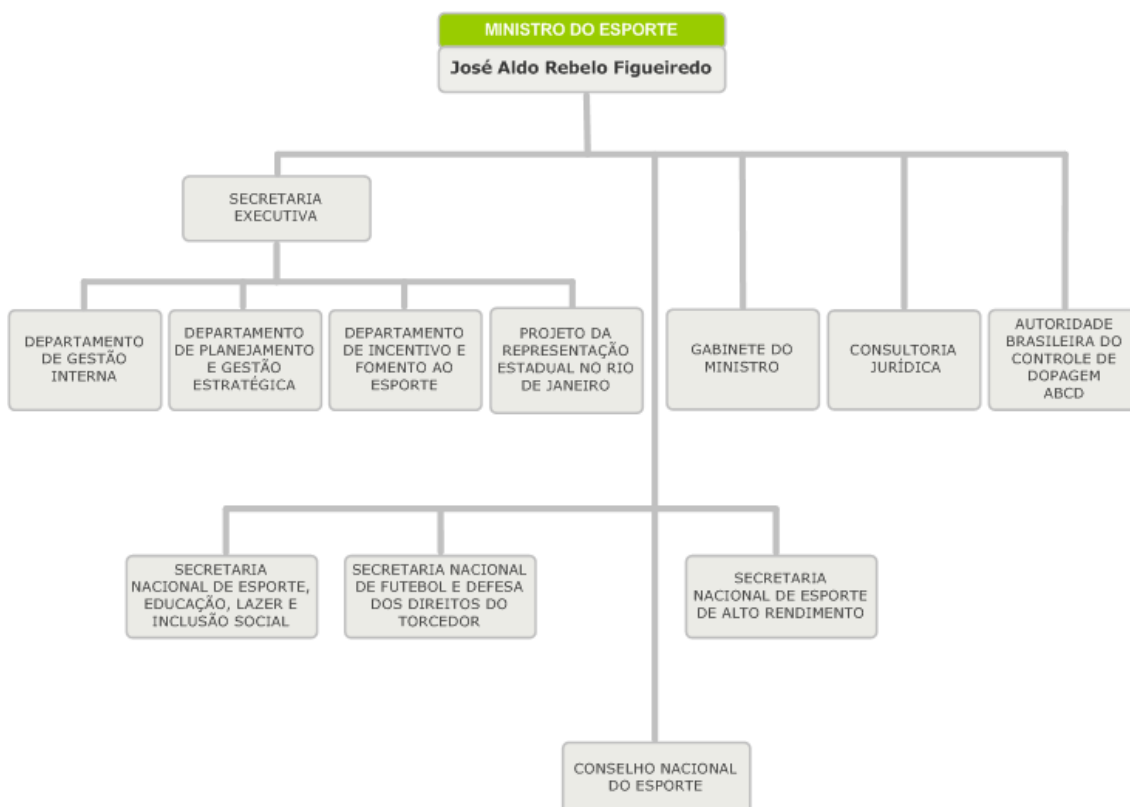 MINISTRO DO ESPORTE
José Aldo Rebelo Figueiredo
SECRETARIA
EXECUTIVA
DEPARTAMENTO
DE GESTÃO
INTERNA
DEPARTAMENTO
DE PLANEJAMENTO
E GESTÃO
ESTRATÉGICA
DEPARTAMENTO
DE INCENTIVO E
FOMENTO AO
ESPORTE
PROJETO DA
REPRESENTAÇÃO
ESTADUAL NO RIO
DE JANEIRO
GABINETE DO
MINISTRO
CONSULTORIA
JURÍDICA
AUTORIDADE
BRASILEIRA DO
CONTROLE DE
DOPAGEM
ABCD
SECRETARIA
NACIONAL DE ESPORTE,
EDUCAÇÃO, LAZER E
INCLUSÃO SOCIAL
SECRETARIA NACIONAL
DE FUTEBOL E DEFESA
DOS DIREITOS DO
TORCEDOR
SECRETARIA
NACIONAL DE ESPORTE
DE ALTO RENDIMENTO
CONSELHO NACIONAL
DO ESPORTE